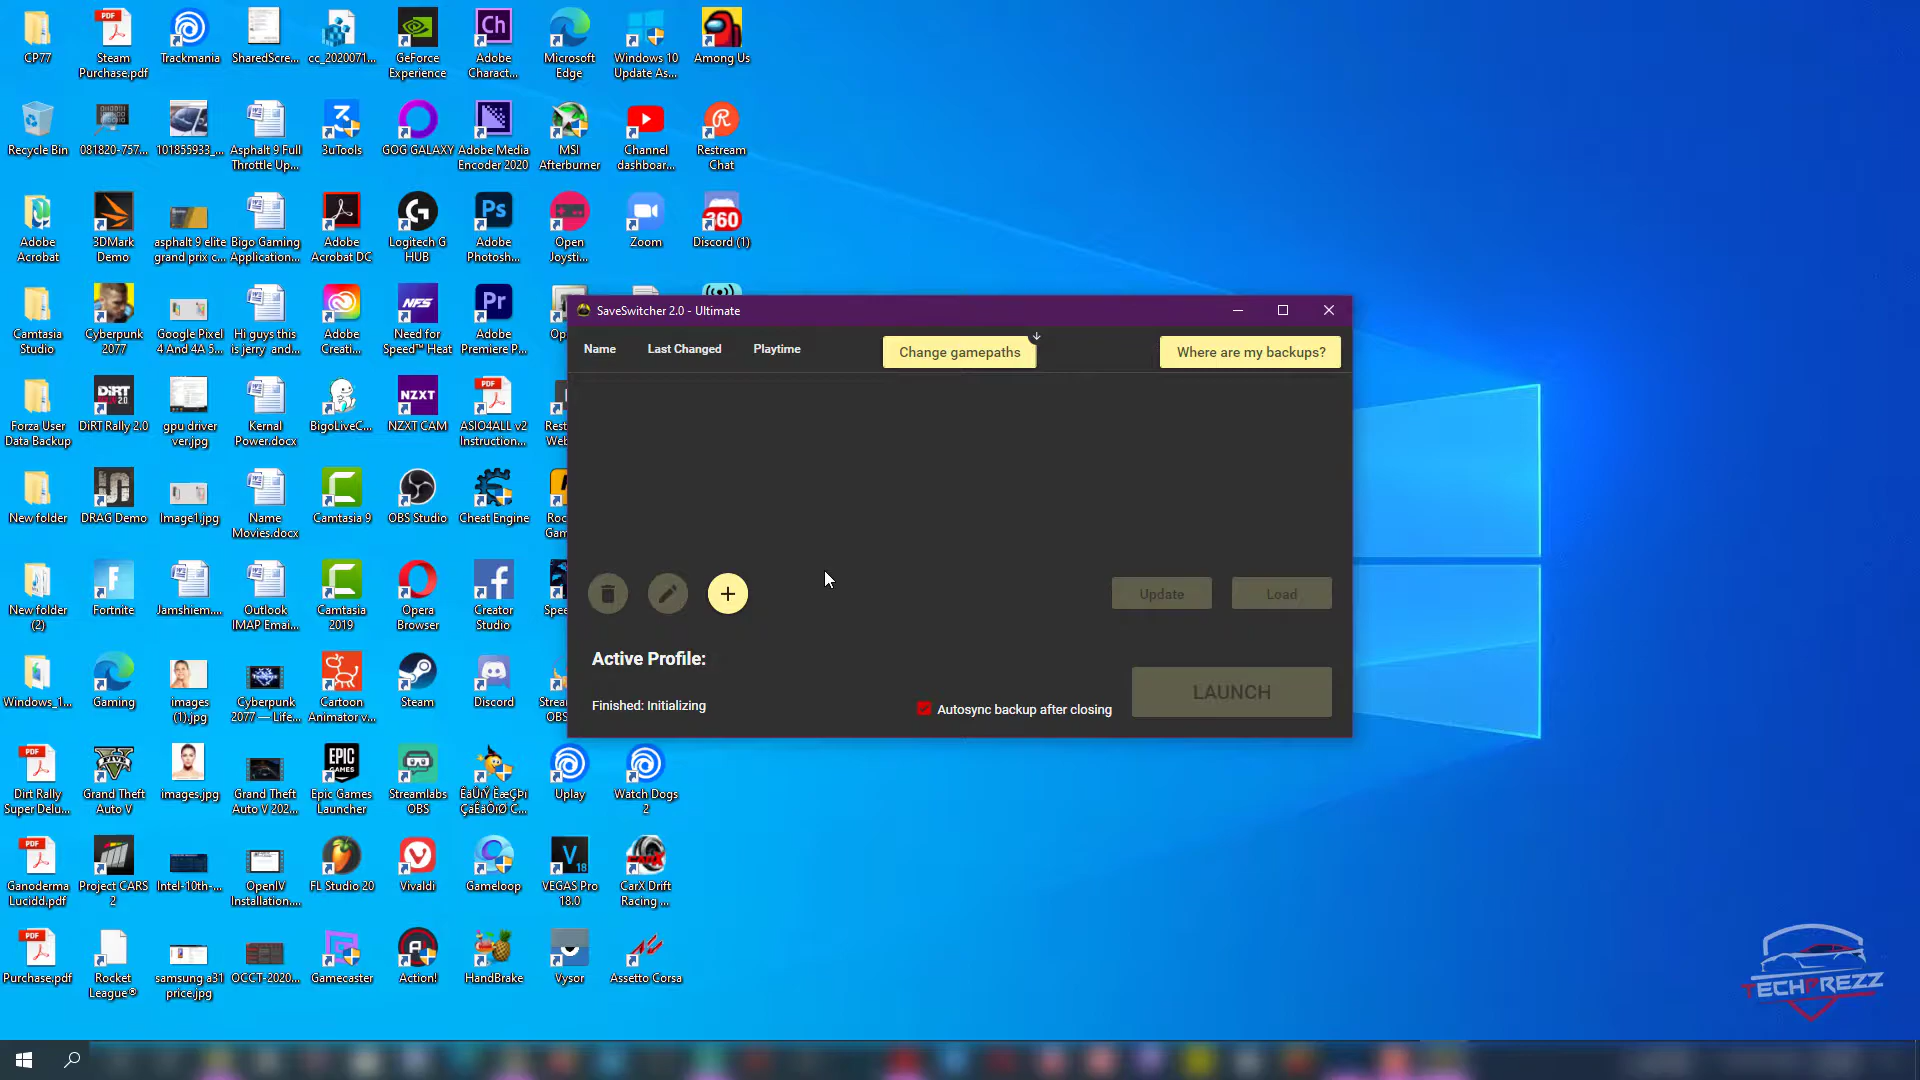 CP77
Steam
Purchase.pdf
Trackmania
SharedScre...
cc_2020071...
GeForce
Experience
Adobe
Charact...
Microsoft
Edge
Windows 10
Update As...
Among Us
Recycle Bin
081820-757...
101855933_...
Asphalt 9 Full
Throttle Up...
3uTools
GOG GALAXY
Adobe Media
Encoder 2020
MSI
Afterburner
Channel
dashboar...
Restream
Chat
Adobe
Acrobat
3DMark
Demo
asphalt 9 elite
grand prix c...
Bigo Gaming
Application...
Adobe
Acrobat DC
Logitech G
HUB
Adobe
Photosh...
Open
Joysti...
Zoom
Discord (1)
Camtasia
Studio
Cyberpunk
2077
Google Pixel
4 And 4A 5...
Hi guys this
is jerry and...
Adobe
Creati...
Need for
Speed™ Heat
Adobe
Premiere P...
Forza User
Data Backup
DiRT Rally 2.0
gpu driver
ver.jpg
Kernal
Power.docx
BigoLiveC...
NZXT CAM
ASIO4ALL v2
Instruction...
New folder
DRAG Demo
Image1.jpg
Name
Movies.docx
Camtasia 9
OBS Studio
Cheat Engine
New folder
(2)
Fortnite
Jamshiem....
Outlook
IMAP Emai...
Camtasia
2019
Opera
Browser
Creator
Studio
Windows_1...
Gaming
images
(1).jpg
Cyberpunk
2077 — Life...
Cartoon
Animator v...
Steam
Discord
Dirt Rally
Super Delu...
Grand Theft
Auto V
images.jpg
Grand Theft
Auto V 202...
Epic Games
Launcher
Streamlabs
OBS
ÊaÛíÝ ÈæÇÞí
ÇáÊáÒíØ C...
Uplay
Watch Dogs
2
Ganoderma
Lucidd.pdf
Project CARS
2
Intel-10th-...
OpenIV
Installation....
FL Studio 20
Vivaldi
Gameloop
VEGAS Pro
18.0
CarX Drift
Racing ...
Purchase.pdf
Rocket
League®
samsung a31
price.jpg
OCCT-2020...
Gamecaster
Action!
HandBrake
Vysor
Assetto Corsa
SaveSwitcher 2.0 - Ultimate
Name
Last Changed
Playtime
Change gamepaths
Where are my backups?
Update
Load
Active Profile:
Finished: Initializing
Autosync backup after closing
LAUNCH
TECHPREZZ